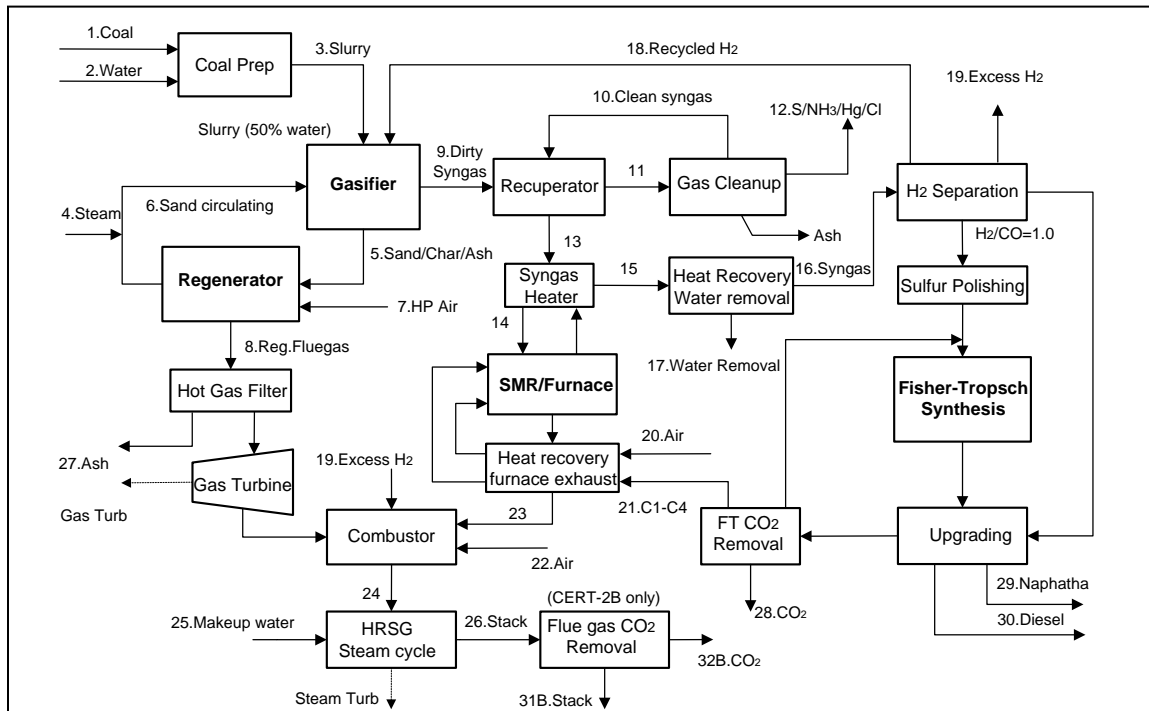 1.Coal
2.Water
Coal Prep
3.Slurry
18.Recycled H2
19.Excess H2
10.Clean syngas
12.S/NH3/Hg/Cl
Slurry (50% water)
9.Dirty
Syngas
Gasifier
Recuperator
11
Gas Cleanup
H2 Separation
4.Steam
6.Sand circulating
5.Sand/Char/Ash
13
Ash
H2/CO=1.0
Regenerator
Syngas
Heater
15
Heat Recovery
Water removal
16.Syngas
Sulfur Polishing
7.HP Air
14
8.Reg.Fluegas
17.Water Removal
Hot Gas Filter
SMR/Furnace
Fisher-Tropsch
Synthesis
27.Ash
20.Air
19.Excess H2
Heat recovery
furnace exhaust
Gas Turbine
Gas Turb
23
21.C1-C4
Combustor
22.Air
FT CO2
Removal
Upgrading
24
29.Naphatha
(CERT-2B only)
28.CO2
30.Diesel
25.Makeup water
HRSG
Steam cycle
26.Stack
Flue gas CO2
Removal
32B.CO2
Steam Turb
31B.Stack